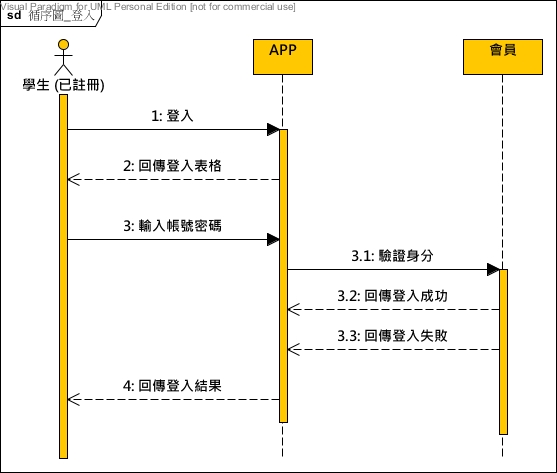 Visual Paradigm for UML Personal Edition [not for commercial use]
sd 循序圖_登入
APP
會員
學生 (已註冊)
1: 登入
2: 回傳登入表格
3: 輸入帳號密碼
3.1: 驗證身分
3.2: 回傳登入成功
3.3: 回傳登入失敗
4: 回傳登入結果